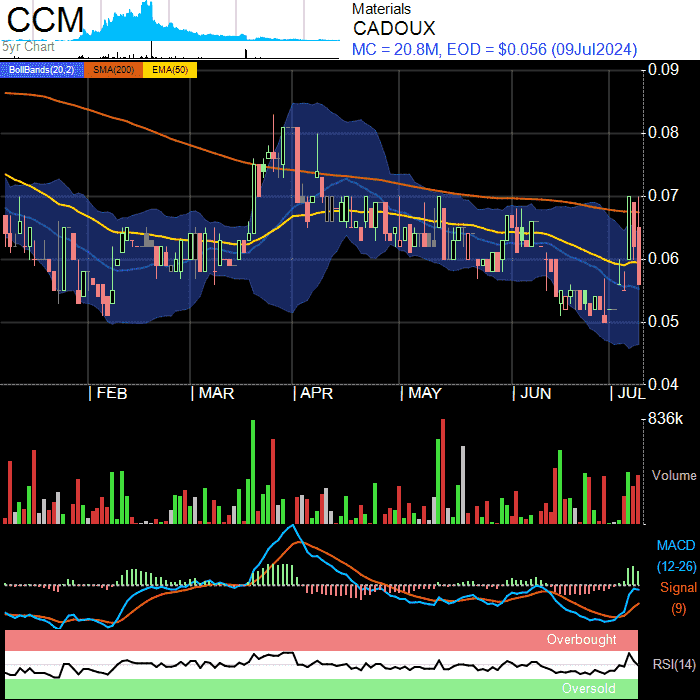 CCM
5yr Chart
Materials
CADOUX
MC = 20.8M, EOD = $0.056 (09Jul2024)
BollBands(20,2) SMA(200) EMA(50)
0.09
0.08
0.07
0.06
0.05
0.04
FEB MAR APR MAY JUN JUL
836k
Volume
MACD
(12-26)
Signal
(9)
Overbought
RSI(14)
Oversold